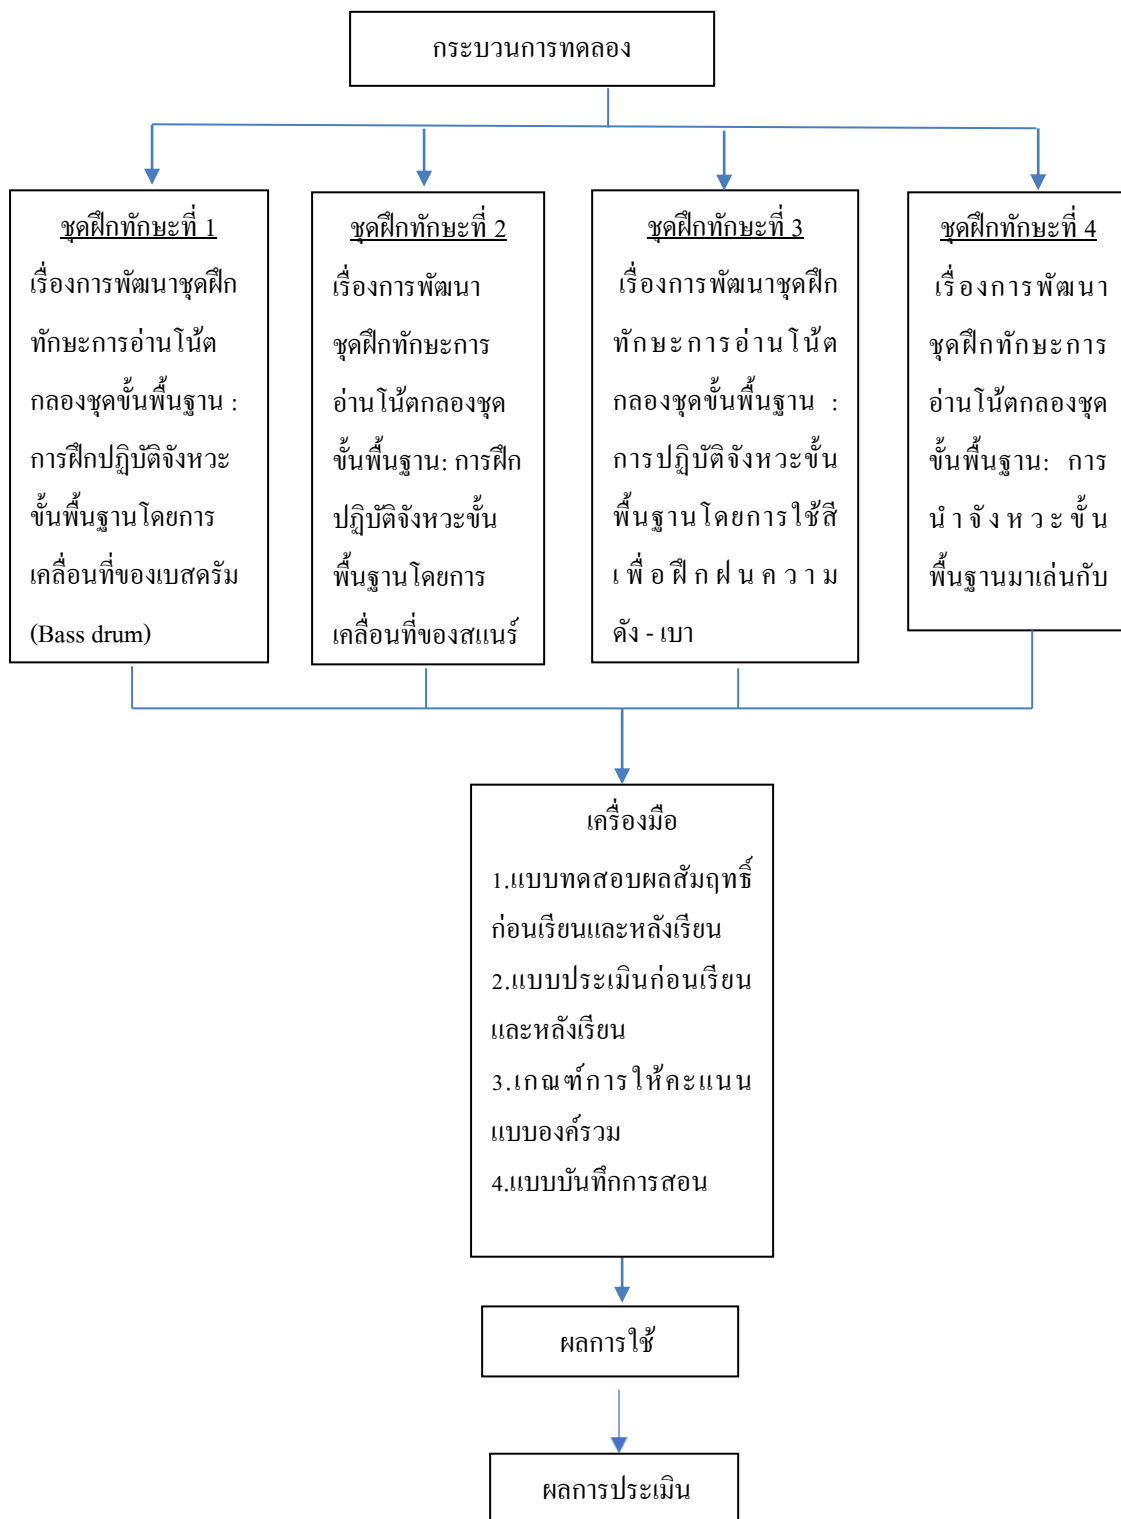 กระบวนการทดลอง
ชุดฝึกทักษะที่ 1
เรื่องการพัฒนาชุดฝึก
ทักษะการอ่านโน้ต
กลองชุดขั้นพื้นฐาน :
การฝึกปฏิบัติจังหวะ
ขั้นพื้นฐานโดยการ
เคลื่อนที่ของเบสดรัม
(Bass drum)
ชุดฝึกทักษะที่ 2
เรื่องการพัฒนา
ชุดฝึกทักษะการ
อ่านโน้ตกลองชุด
ขั้นพื้นฐาน: การฝึก
ปฏิบัติจังหวะขั้น
พื้นฐานโดยการ
เคลื่อนที่ของสแนร์
ชุดฝึกทักษะที่ 3
เรื่องการพัฒนาชุดฝึก
ทักษะการอ่านโน้ต
กลองชุดขั้นพื้นฐาน :
การปฏิบัติจังหวะขั้น
พื้นฐานโดยการใช้สี
เพื่อฝึกฝนความ
ดัง - เบา
ชุดฝึกทักษะที่ 4
เรื่องการพัฒนา
ชุดฝึกทักษะการ
อ่านโน้ตกลองชุด
ขั้นพื้นฐาน: การ
นำจังหวะขั้น
พื้นฐานมาเล่นกับ
เครื่องมือ
1.แบบทดสอบผลสัมฤทธิ์
ก่อนเรียนและหลังเรียน
2.แบบประเมินก่อนเรียน
และหลังเรียน
3.เกณฑ์การให้คะแนน
แบบองค์รวม
4.แบบบันทึกการสอน
ผลการใช้
ผลการประเมิน